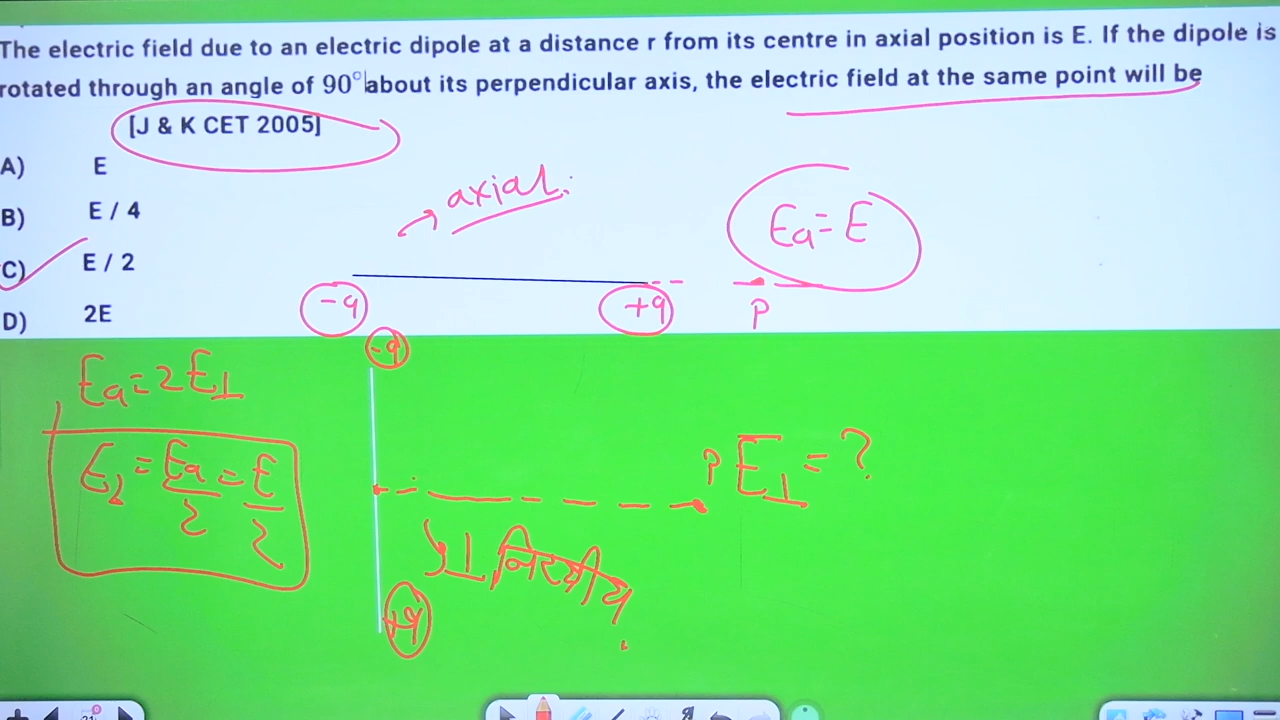 The electric field due to an electric dipole at a distance r from its centre in axial position is E. If the dipole is
rotated through an angle of 90° about its perpendicular axis, the electric field at the same point will be
[J & K CET 2005]
A) E
B) E / 4
C) E / 2
D) 2E
axial
Ea = E
-q
+q
P
-q
Ea = 2E⊥
E⊥ = Ea/2 = E/2
P E⊥ = ?
⊥ निरक्षीय
+q
21